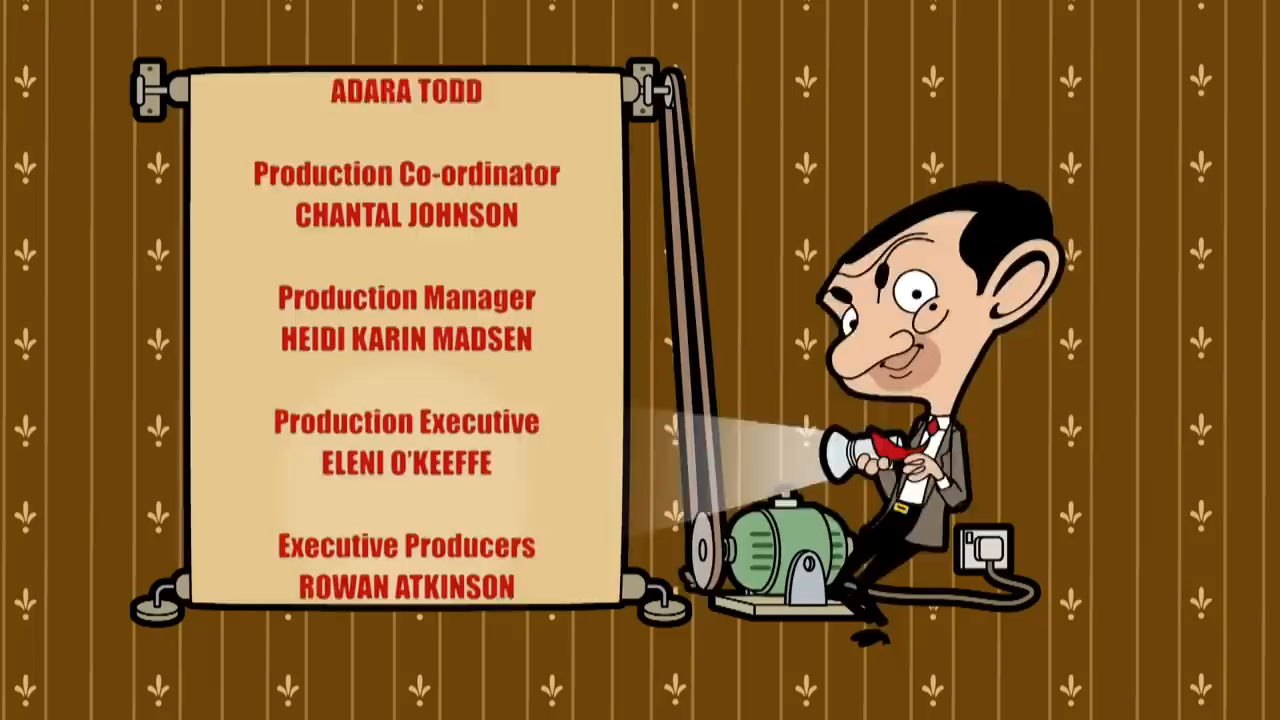 ADARA TODD
Production Co-ordinator
CHANTAL JOHNSON
Production Manager
HEIDI KARIN MADSEN
Production Executive
ELENI O'KEEFFE
Executive Producers
ROWAN ATKINSON